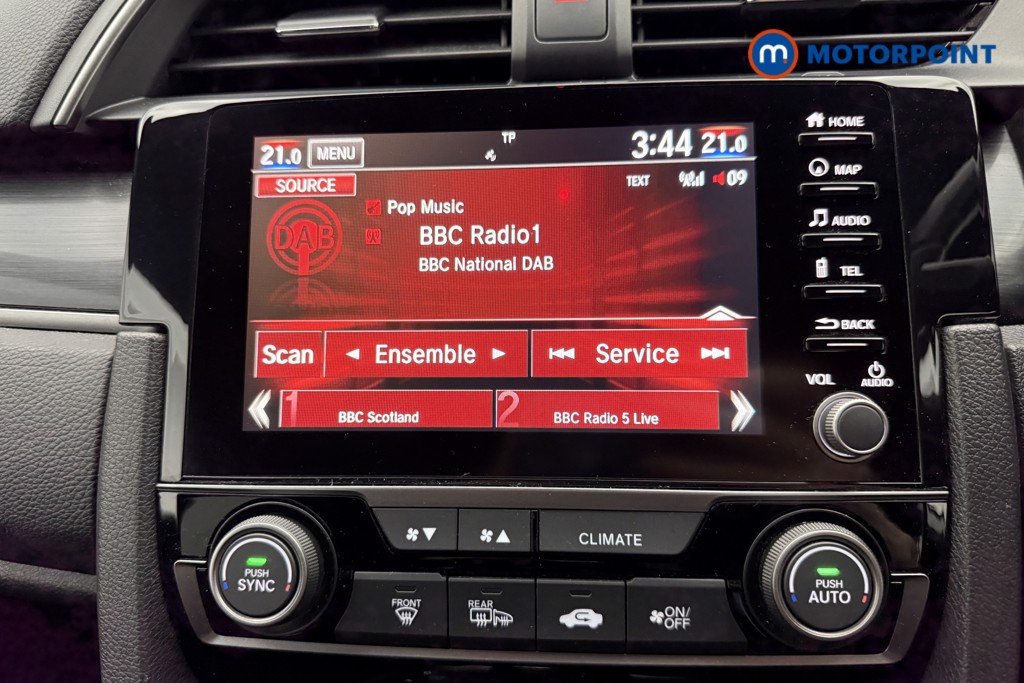 m MOTORPOINT
21.0 MENU TP 3:44 21.0
SOURCE TEXT 09
DAB
Pop Music
BBC Radio1
BBC National DAB
Scan Ensemble Service
1 BBC Scotland 2 BBC Radio 5 Live
HOME
MAP
AUDIO
TEL
BACK
VOL AUDIO
PUSH SYNC
CLIMATE
PUSH AUTO
FRONT
REAR
ON/OFF